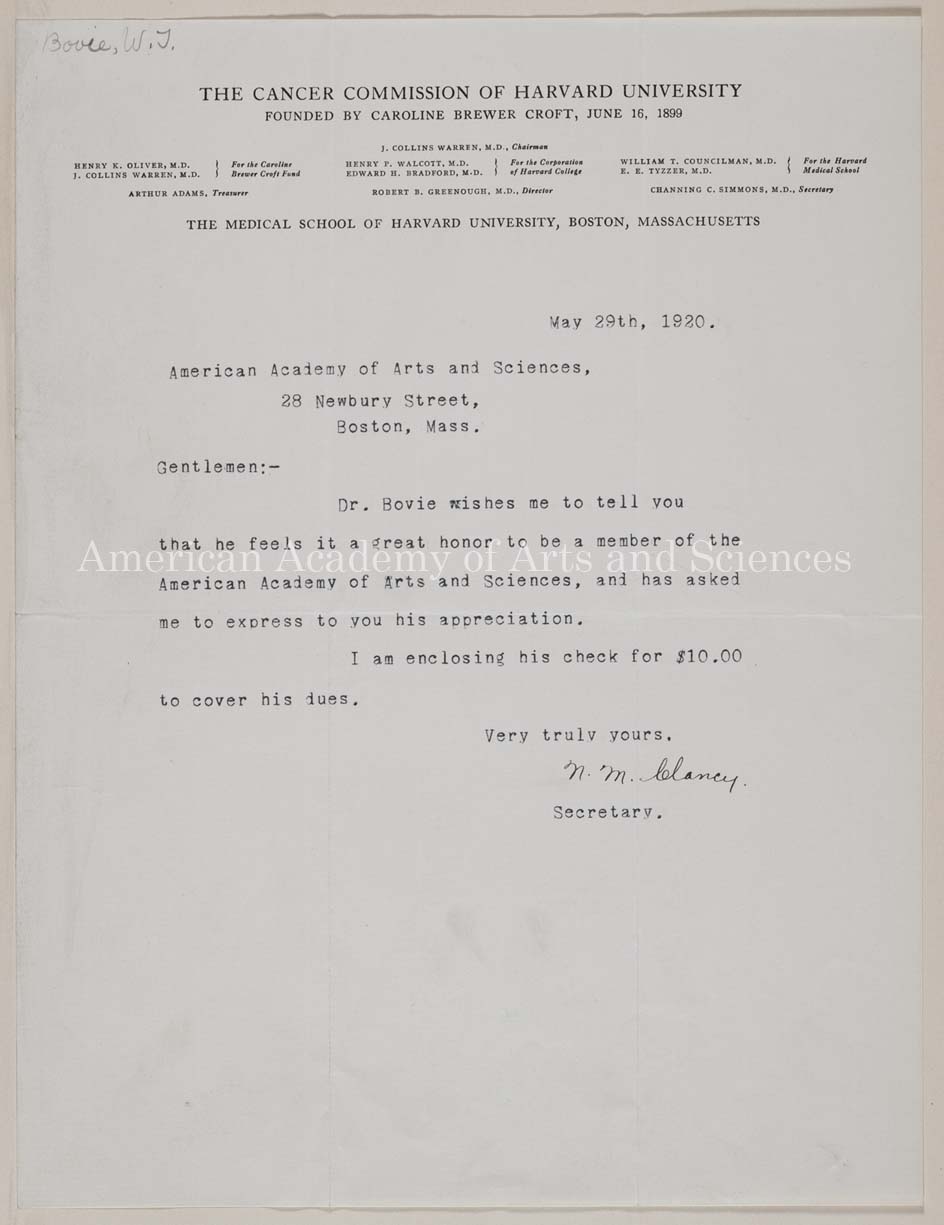 Bovie, W.T.
THE CANCER COMMISSION OF HARVARD UNIVERSITY
FOUNDED BY CAROLINE BREWER CROFT, JUNE 16, 1899
J. COLLINS WARREN, M.D., Chairman
HENRY K. OLIVER, M.D.
J. COLLINS WARREN, M.D.
For the Caroline
Brewer Croft Fund
HENRY P. WALCOTT, M.D.
EDWARD H. BRADFORD, M.D.
For the Corporation
of Harvard College
WILLIAM T. COUNCILMAN, M.D.
E. E. TYZZER, M.D.
For the Harvard
Medical School
ARTHUR ADAMS, Treasurer
ROBERT B. GREENOUGH, M.D., Director
CHANNING C. SIMMONS, M.D., Secretary
THE MEDICAL SCHOOL OF HARVARD UNIVERSITY, BOSTON, MASSACHUSETTS
May 29th, 1920.
American Academy of Arts and Sciences,
28 Newbury Street,
Boston, Mass.
Gentlemen:-
Dr. Bovie wishes me to tell you
that he feels it a great honor to be a member of the
American Academy of Arts and Sciences
American Academy of Arts and Sciences, and has asked
me to express to you his appreciation.
I am enclosing his check for $10.00
to cover his dues.
Very truly yours.
N. M. Clancy.
Secretary.